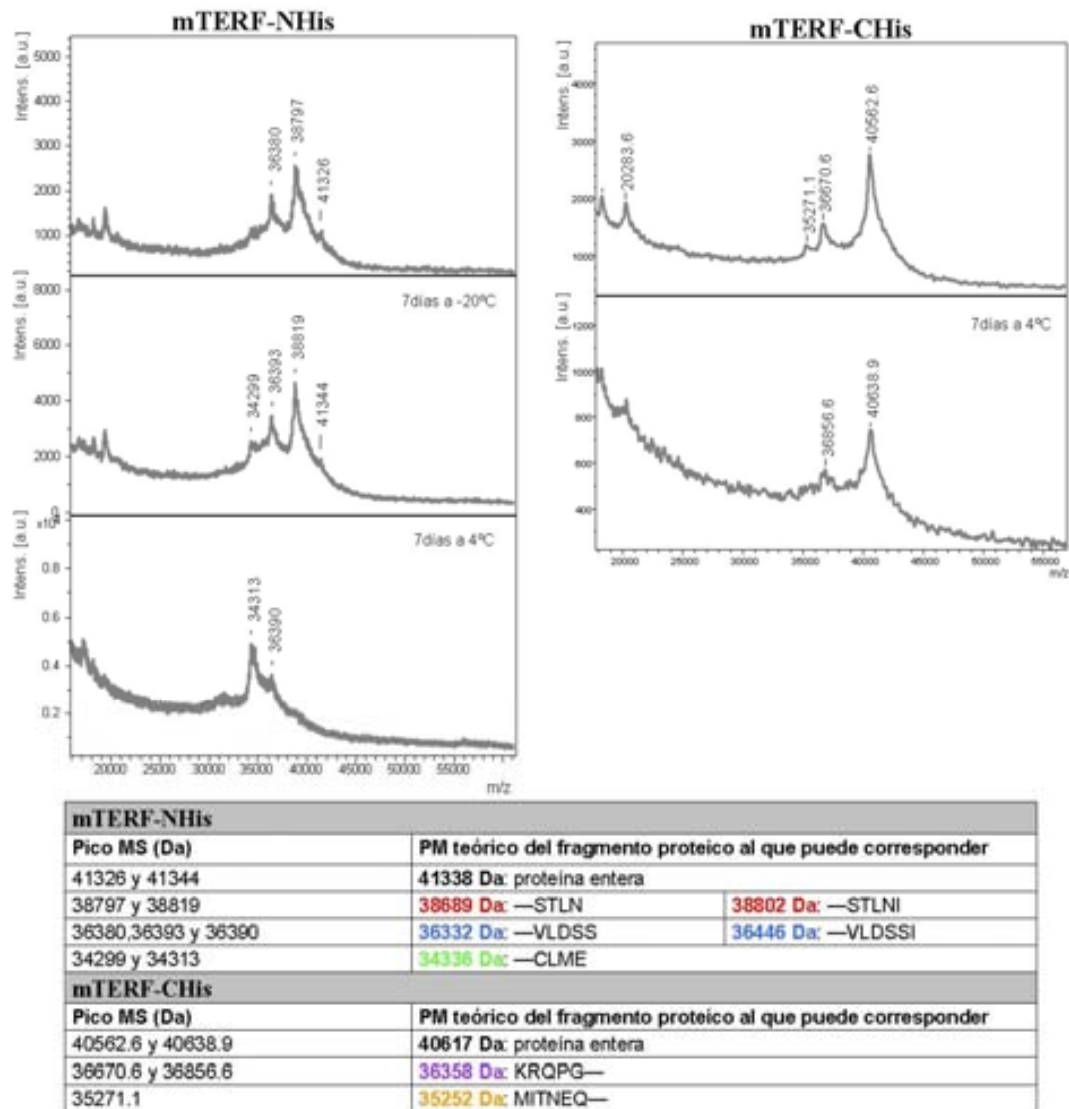 mTERF-NHis
Intens. [a.u.]
5000
4000
3000
2000
1000
36380
38797
41326
Intens. [a.u.]
8000
6000
4000
2000
0
7días a -20ºC
34299
36393
38819
41344
Intens. [a.u.]
0.8
0.6
0.4
0.2
7días a 4ºC
34313
36390
20000 25000 30000 35000 40000 45000 50000 55000
m/z
mTERF-CHis
Intens. [a.u.]
4000
3000
2000
1000
20283.6
35271.1
36670.6
40562.6
Intens. [a.u.]
1200
1000
800
600
400
7días a 4ºC
36856.6
40638.9
20000 25000 30000 35000 40000 45000 50000 55000
m/z
mTERF-NHis
Pico MS (Da) PM teórico del fragmento proteico al que puede corresponder
41326 y 41344 41338 Da: proteína entera
38797 y 38819 38689 Da: —STLN 38802 Da: —STLNI
36380,36393 y 36390 36332 Da: —VLDSS 36446 Da: —VLDSSI
34299 y 34313 34336 Da: —CLME
mTERF-CHis
Pico MS (Da) PM teórico del fragmento proteico al que puede corresponder
40562.6 y 40638.9 40617 Da: proteína entera
36670.6 y 36856.6 36358 Da: KRQPG—
35271.1 35252 Da: MITNEQ—